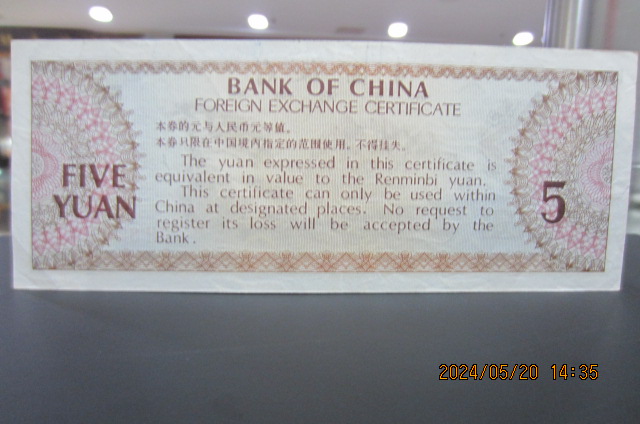 BANK OF CHINA
FOREIGN EXCHANGE CERTIFICATE
本券的元与人民币元等值。
本券只限在中国境内指定的范围使用。不得挂失。
The yuan expressed in this certificate is
equivalent in value to the Renminbi yuan.
This certificate can only be used within
China at designated places. No request to
register its loss will be accepted by the
Bank.
FIVE
YUAN
5
2024/05/20 14:35